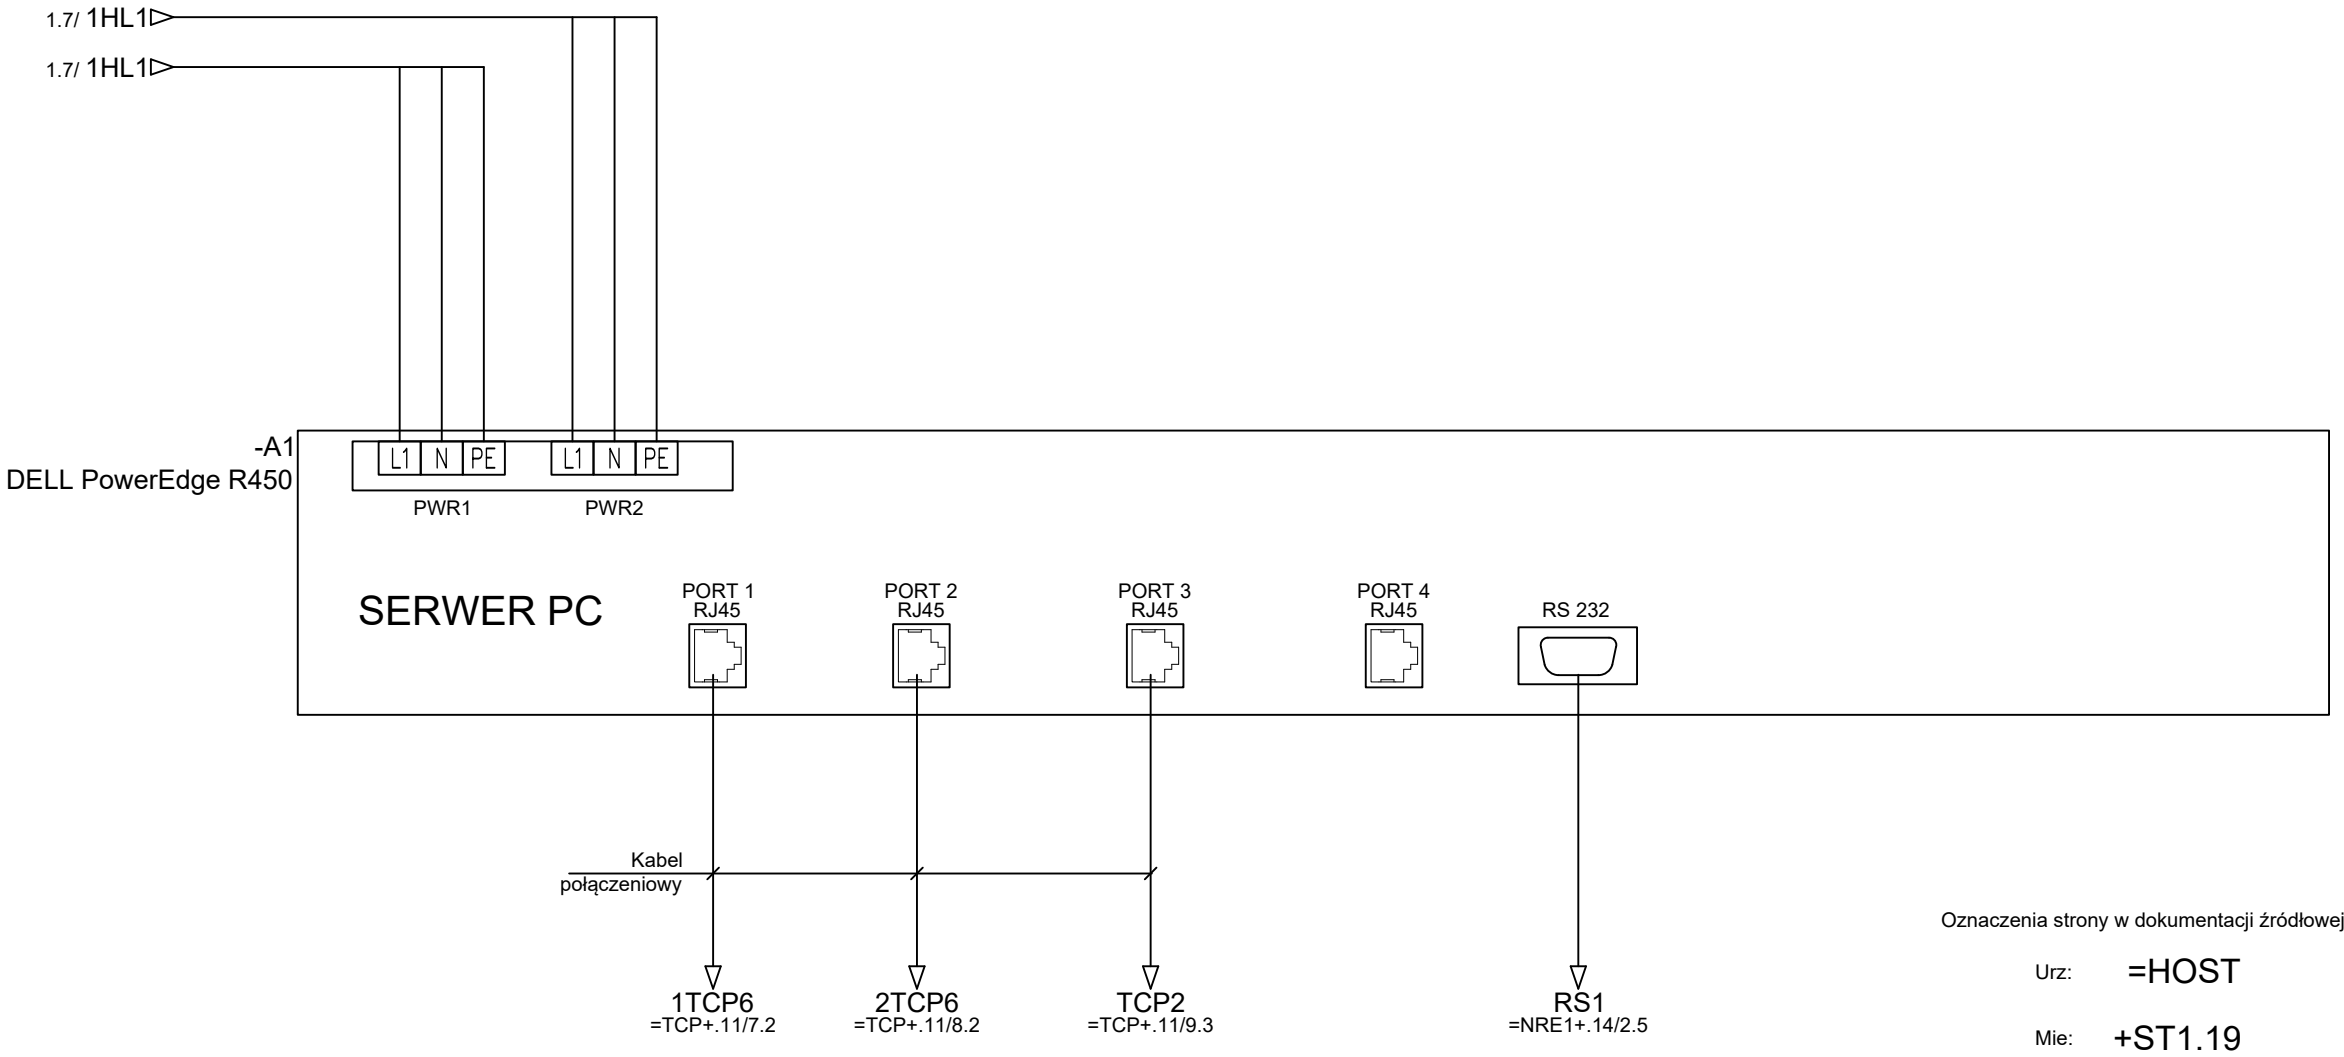 1.7/ 1HL1
1.7/ 1HL1
-A1
DELL PowerEdge R450
L1 N PE L1 N PE
PWR1 PWR2
SERWER PC
PORT 1
RJ45
PORT 2
RJ45
PORT 3
RJ45
PORT 4
RJ45
RS 232
Kabel
połączeniowy
1TCP6
=TCP+.11/7.2
2TCP6
=TCP+.11/8.2
TCP2
=TCP+.11/9.3
RS1
=NRE1+.14/2.5
Oznaczenia strony w dokumentacji źródłowej
Urz: =HOST
Mie: +ST1.19